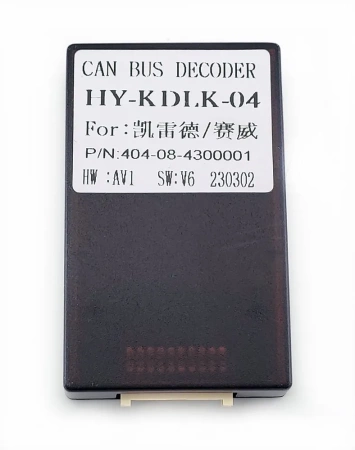 CAN BUS DECODER
HY-KDLK-04
For:凯雷德/赛威
P/N:404-08-4300001
HW :AV1 SW:V6 230302